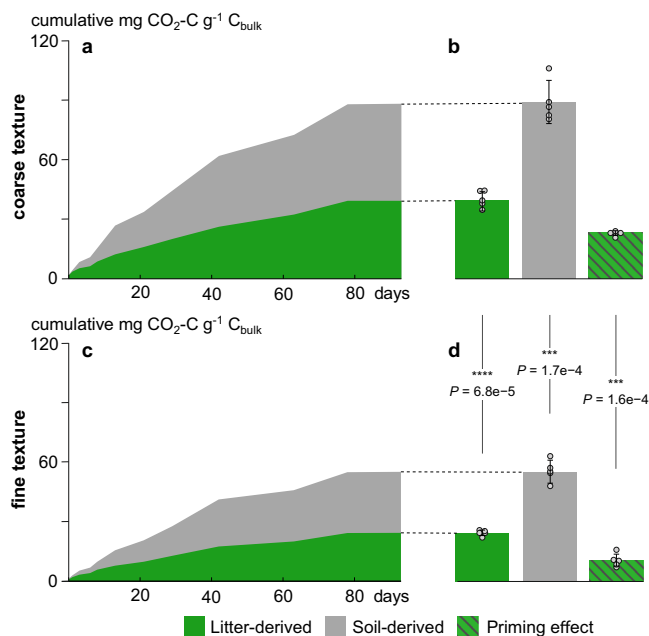 cumulative mg CO₂-C g⁻¹ C_bulk
a
b
120
60
0
coarse texture
20 40 60 80 days
cumulative mg CO₂-C g⁻¹ C_bulk
c
d
120
60
0
fine texture
****
P = 6.8e−5
***
P = 1.7e−4
***
P = 1.6e−4
20 40 60 80 days
Litter-derived Soil-derived Priming effect